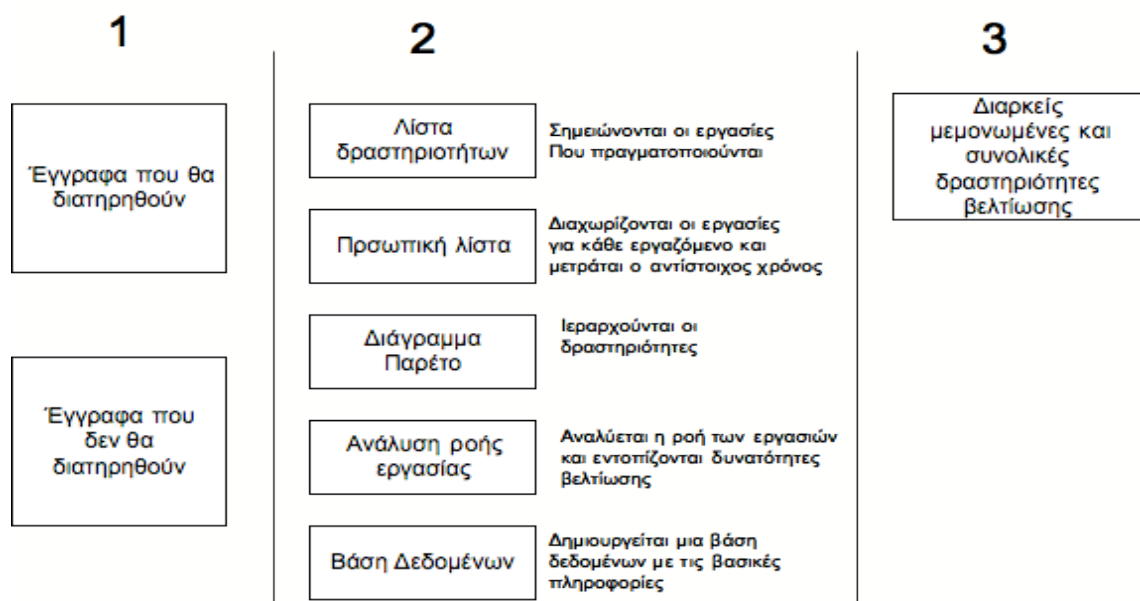 1
Έγγραφα που θα
διατηρηθούν
Έγγραφα που
δεν θα
διατηρηθούν
2
Λίστα
δραστηριοτήτων
Σημειώνονται οι εργασίες
Που πραγματοποιούνται
Πρσωπική λίστα
Διαχωρίζονται οι εργασίες
για κάθε εργαζόμενο και
μετράται ο αντίστοιχος χρόνος
Διάγραμμα
Παρέτο
Ιεραρχούνται οι
δραστηριότητες
Ανάλυση ροής
εργασίας
Αναλύεται η ροή των εργασιών
και εντοπίζονται δυνατότητες
βελτίωσης
Βάση Δεδομένων
Δημιουργείται μια βάση
δεδομένων με τις βασικές
πληροφορίες
3
Διαρκείς
μεμονωμένες και
συνολικές
δραστηριότητες
βελτίωσης